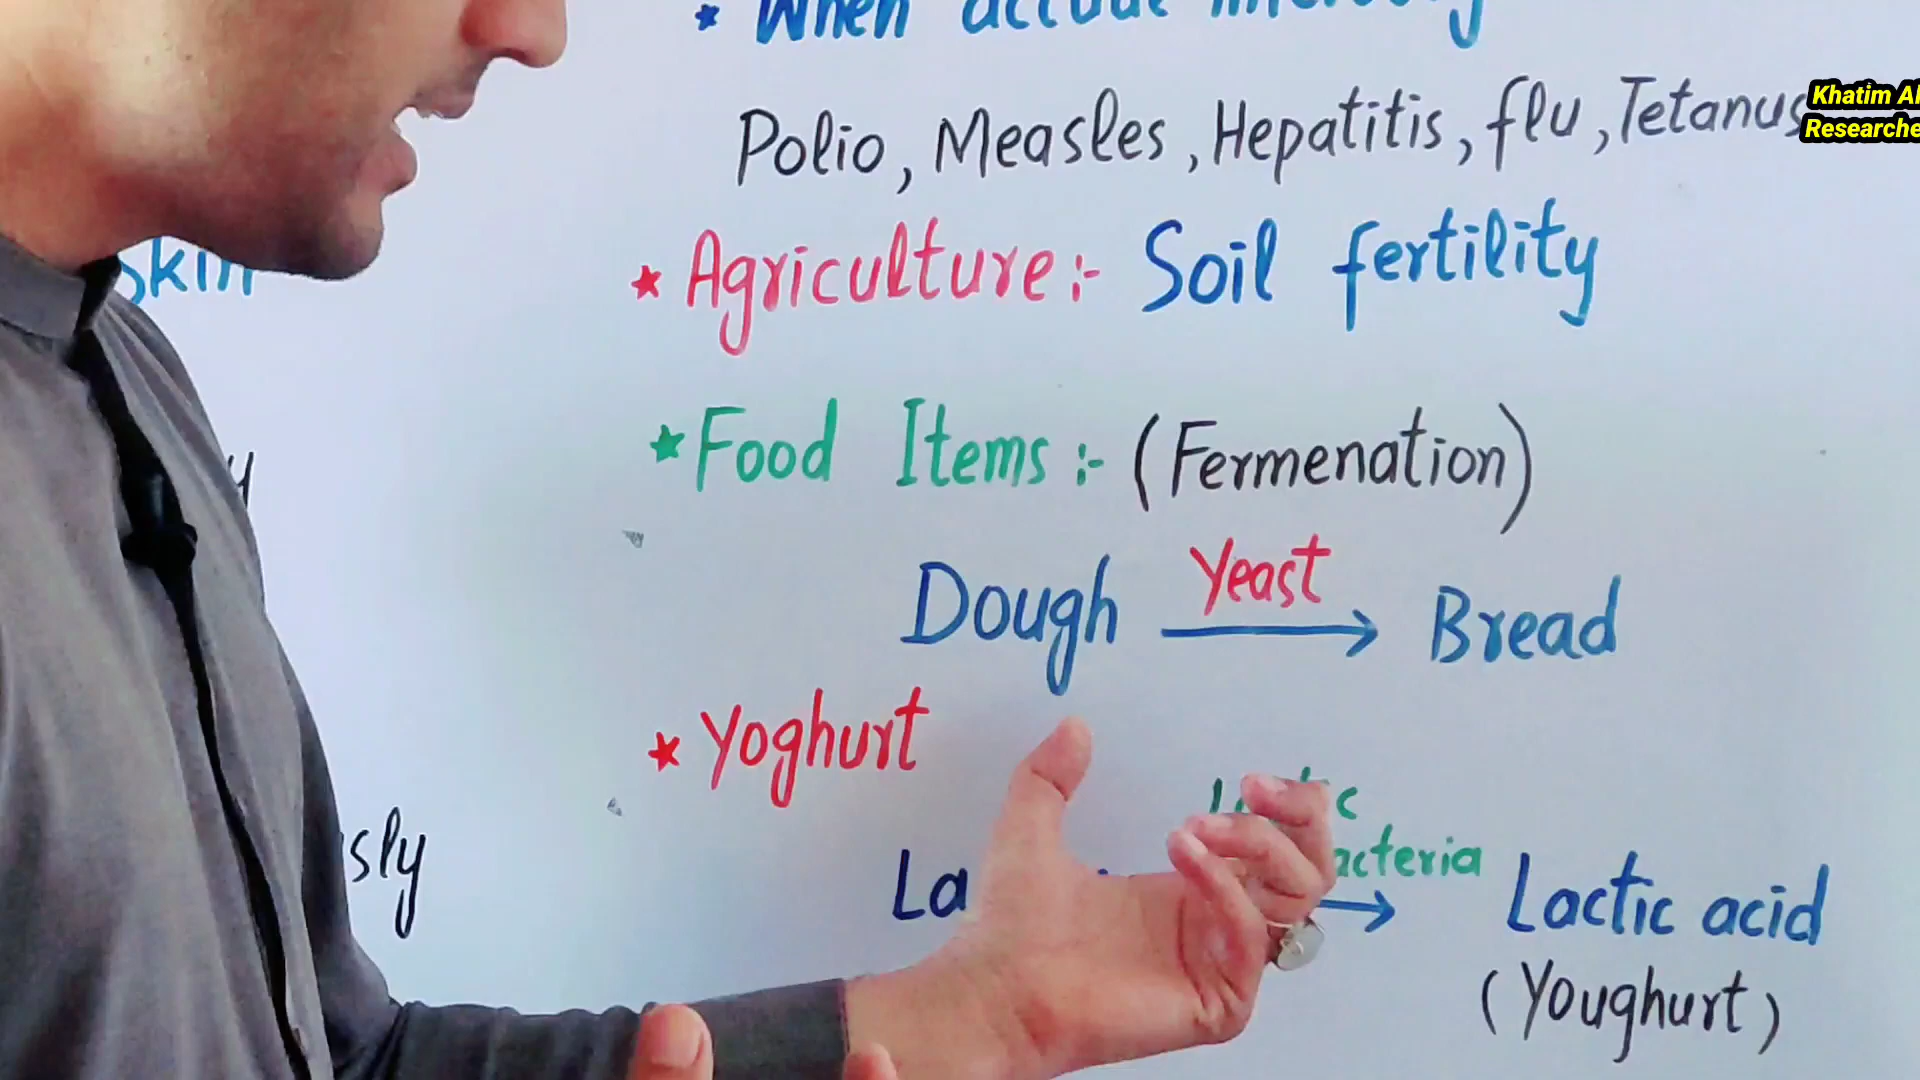 * When
Polio, Measles, Hepatitis, flu, Tetanus
Khatim Al
Researche
Skin
* Agriculture:- Soil fertility
* Food Items :- (Fermenation)
y
Yeast
Dough → Bread
* Yoghurt
sly
acteria
La → Lactic acid
(Youghurt)